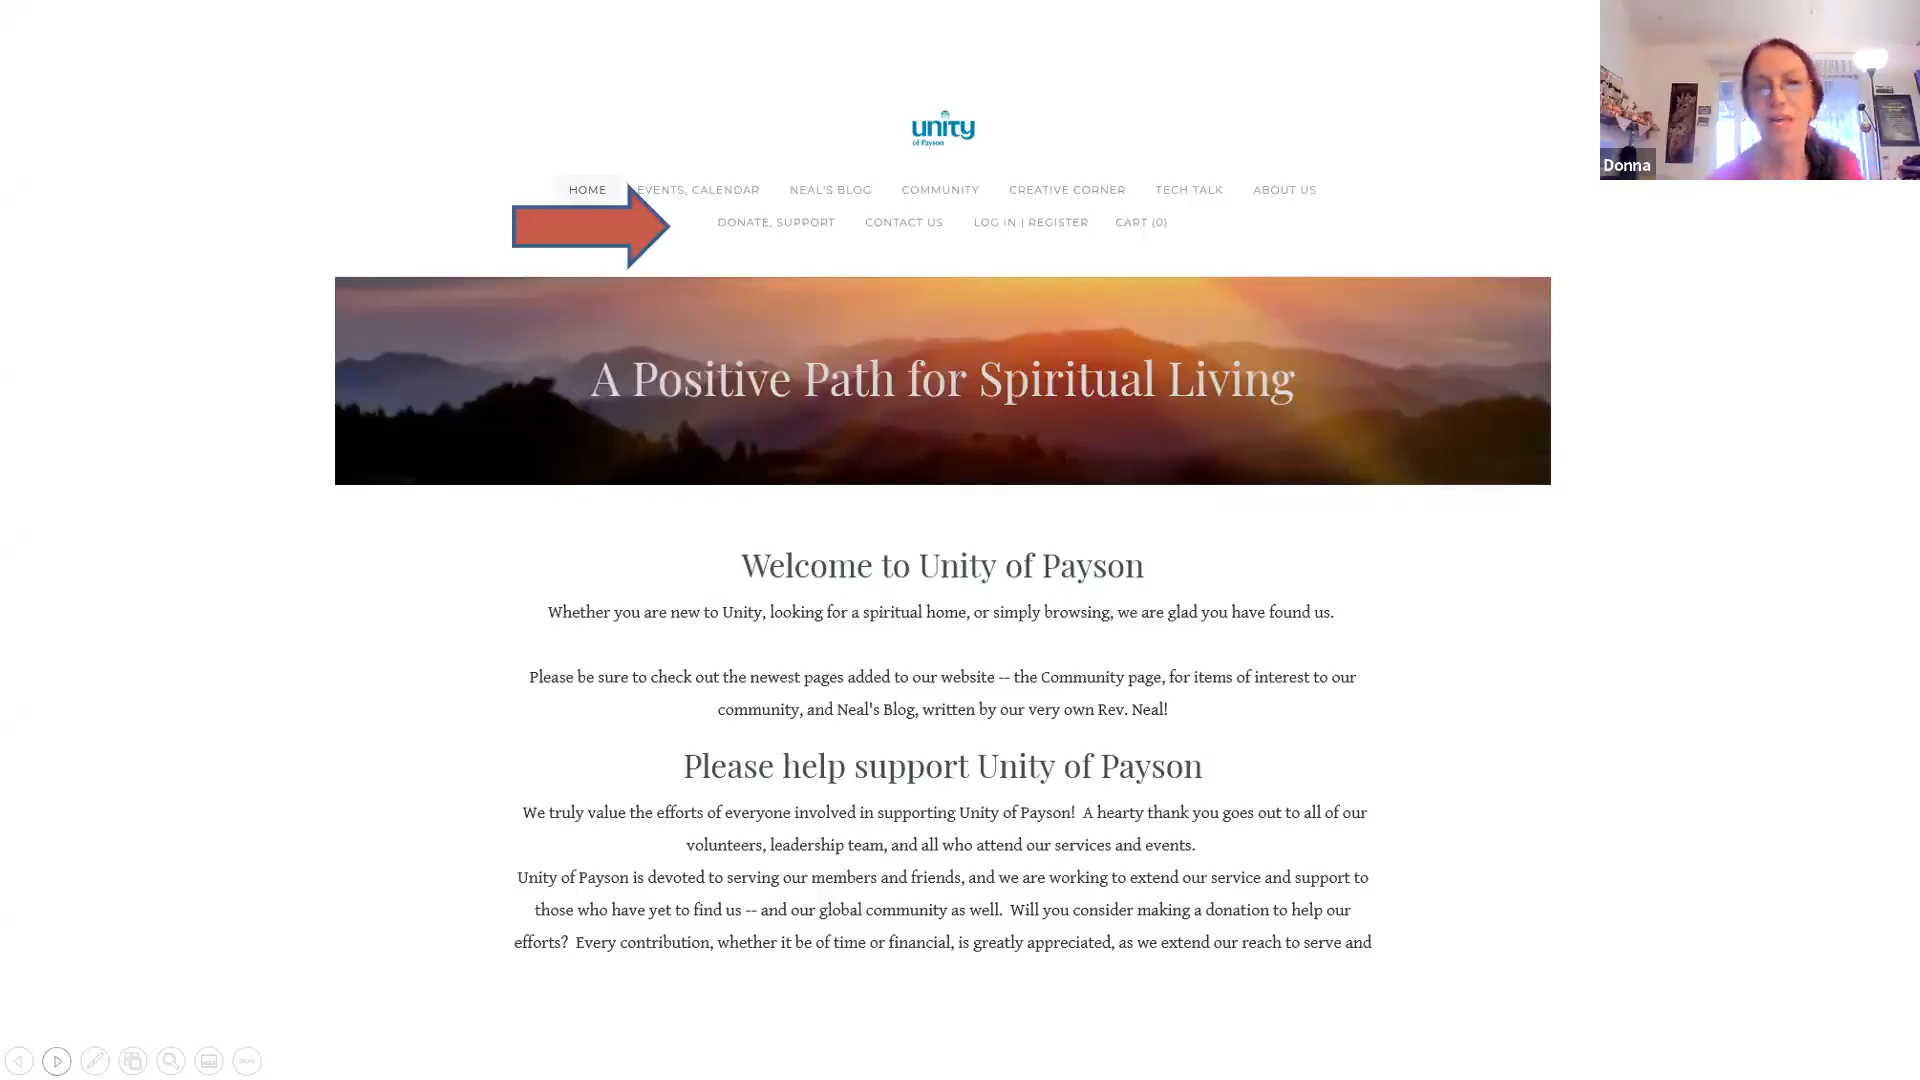 unity
of Payson
HOME EVENTS, CALENDAR NEAL'S BLOG COMMUNITY CREATIVE CORNER TECH TALK ABOUT US
DONATE, SUPPORT CONTACT US LOG IN | REGISTER CART (0)
Donna
A Positive Path for Spiritual Living
Welcome to Unity of Payson
Whether you are new to Unity, looking for a spiritual home, or simply browsing, we are glad you have found us.
Please be sure to check out the newest pages added to our website -- the Community page, for items of interest to our
community, and Neal's Blog, written by our very own Rev. Neal!
Please help support Unity of Payson
We truly value the efforts of everyone involved in supporting Unity of Payson!  A hearty thank you goes out to all of our
volunteers, leadership team, and all who attend our services and events.
Unity of Payson is devoted to serving our members and friends, and we are working to extend our service and support to
those who have yet to find us -- and our global community as well.  Will you consider making a donation to help our
efforts?  Every contribution, whether it be of time or financial, is greatly appreciated, as we extend our reach to serve and